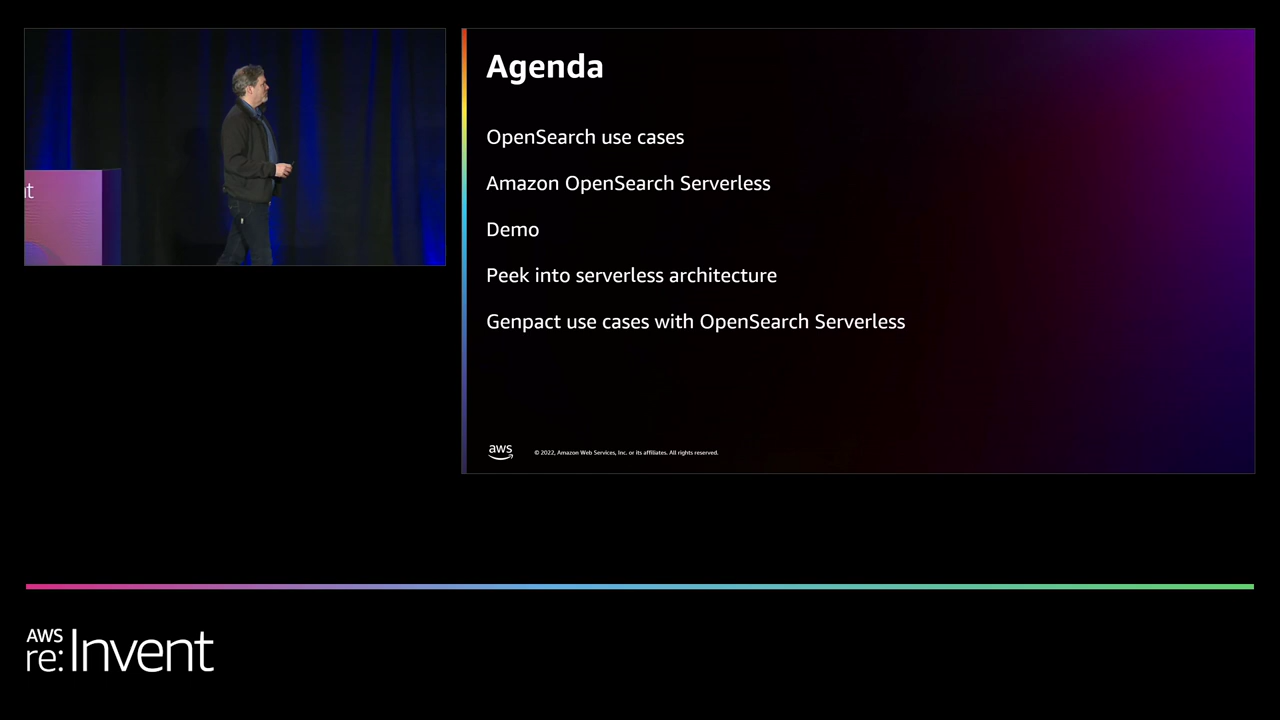 nt
Agenda
OpenSearch use cases
Amazon OpenSearch Serverless
Demo
Peek into serverless architecture
Genpact use cases with OpenSearch Serverless
aws
© 2022, Amazon Web Services, Inc. or its affiliates. All rights reserved.
AWS
re:Invent